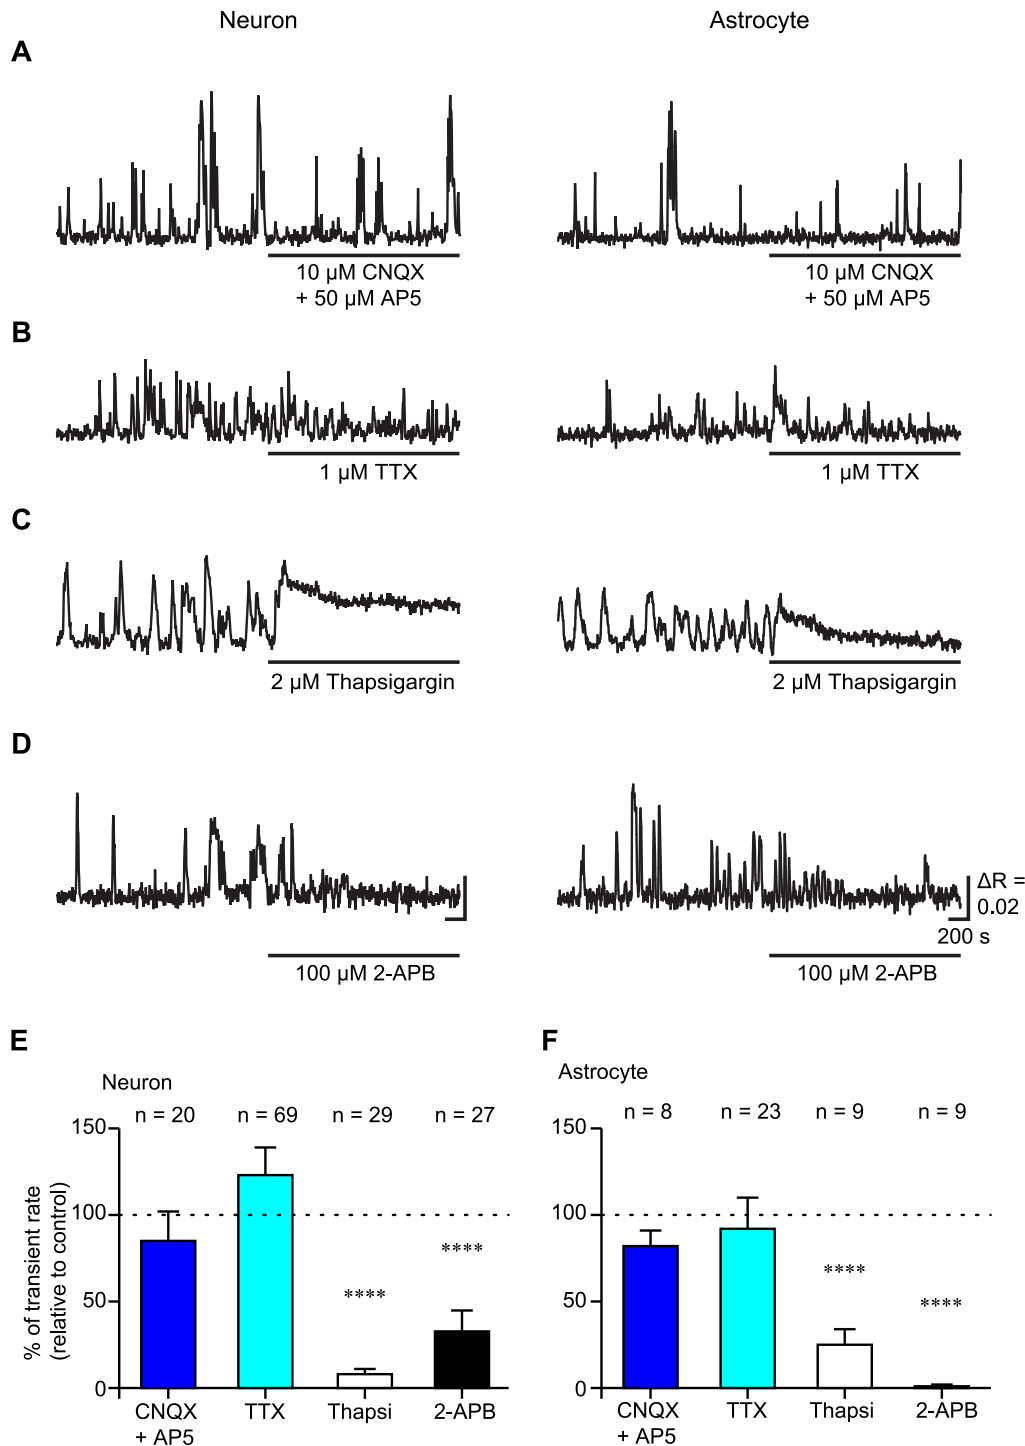 Neuron
Astrocyte
A
10 µM CNQX
+ 50 µM AP5
10 µM CNQX
+ 50 µM AP5
B
1 µM TTX
1 µM TTX
C
2 µM Thapsigargin
2 µM Thapsigargin
D
ΔR =
0.02
200 s
100 µM 2-APB
100 µM 2-APB
E
Neuron
n = 20
n = 69
n = 29
n = 27
% of transient rate
(relative to control)
150
100
50
0
****
****
CNQX
+ AP5
TTX
Thapsi
2-APB
F
Astrocyte
n = 8
n = 23
n = 9
n = 9
150
100
50
0
****
****
CNQX
+ AP5
TTX
Thapsi
2-APB